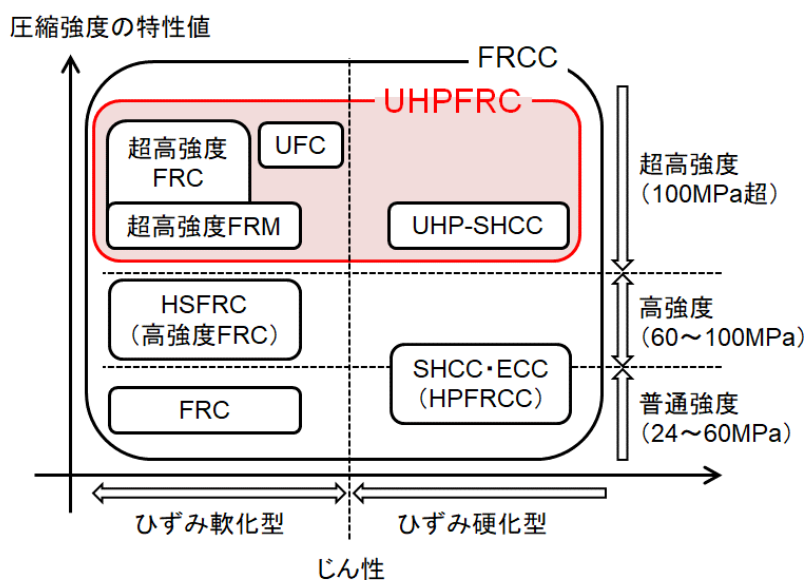 圧縮強度の特性値
FRCC
UHPFRC
超高強度
FRC
UFC
超高強度FRM
UHP-SHCC
超高強度
（100MPa超）
HSFRC
（高強度FRC）
高強度
（60～100MPa）
SHCC・ECC
（HPFRCC）
FRC
普通強度
（24～60MPa）
ひずみ軟化型
ひずみ硬化型
じん性